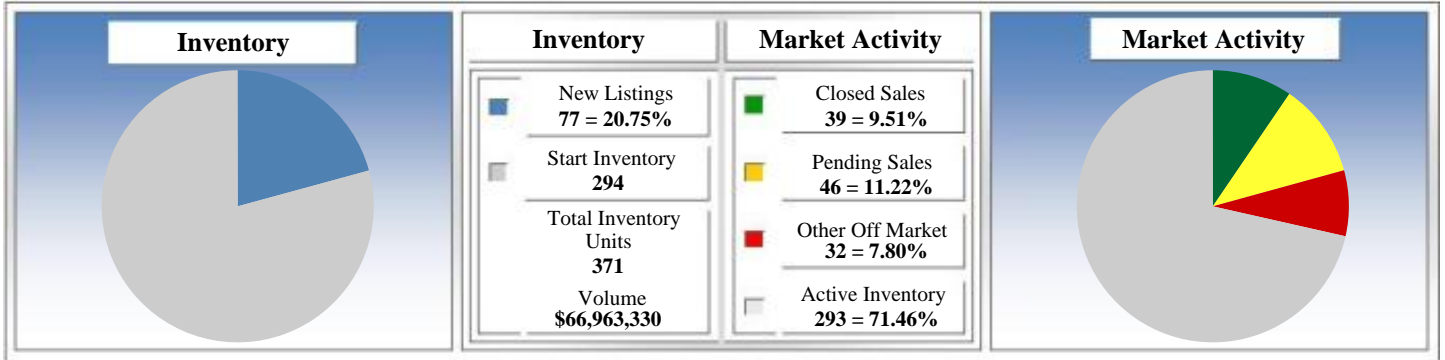 Inventory
Inventory
Market Activity
Market Activity
New Listings
77 = 20.75%
Start Inventory
294
Total Inventory
Units
371
Volume
$66,963,330
Closed Sales
39 = 9.51%
Pending Sales
46 = 11.22%
Other Off Market
32 = 7.80%
Active Inventory
293 = 71.46%